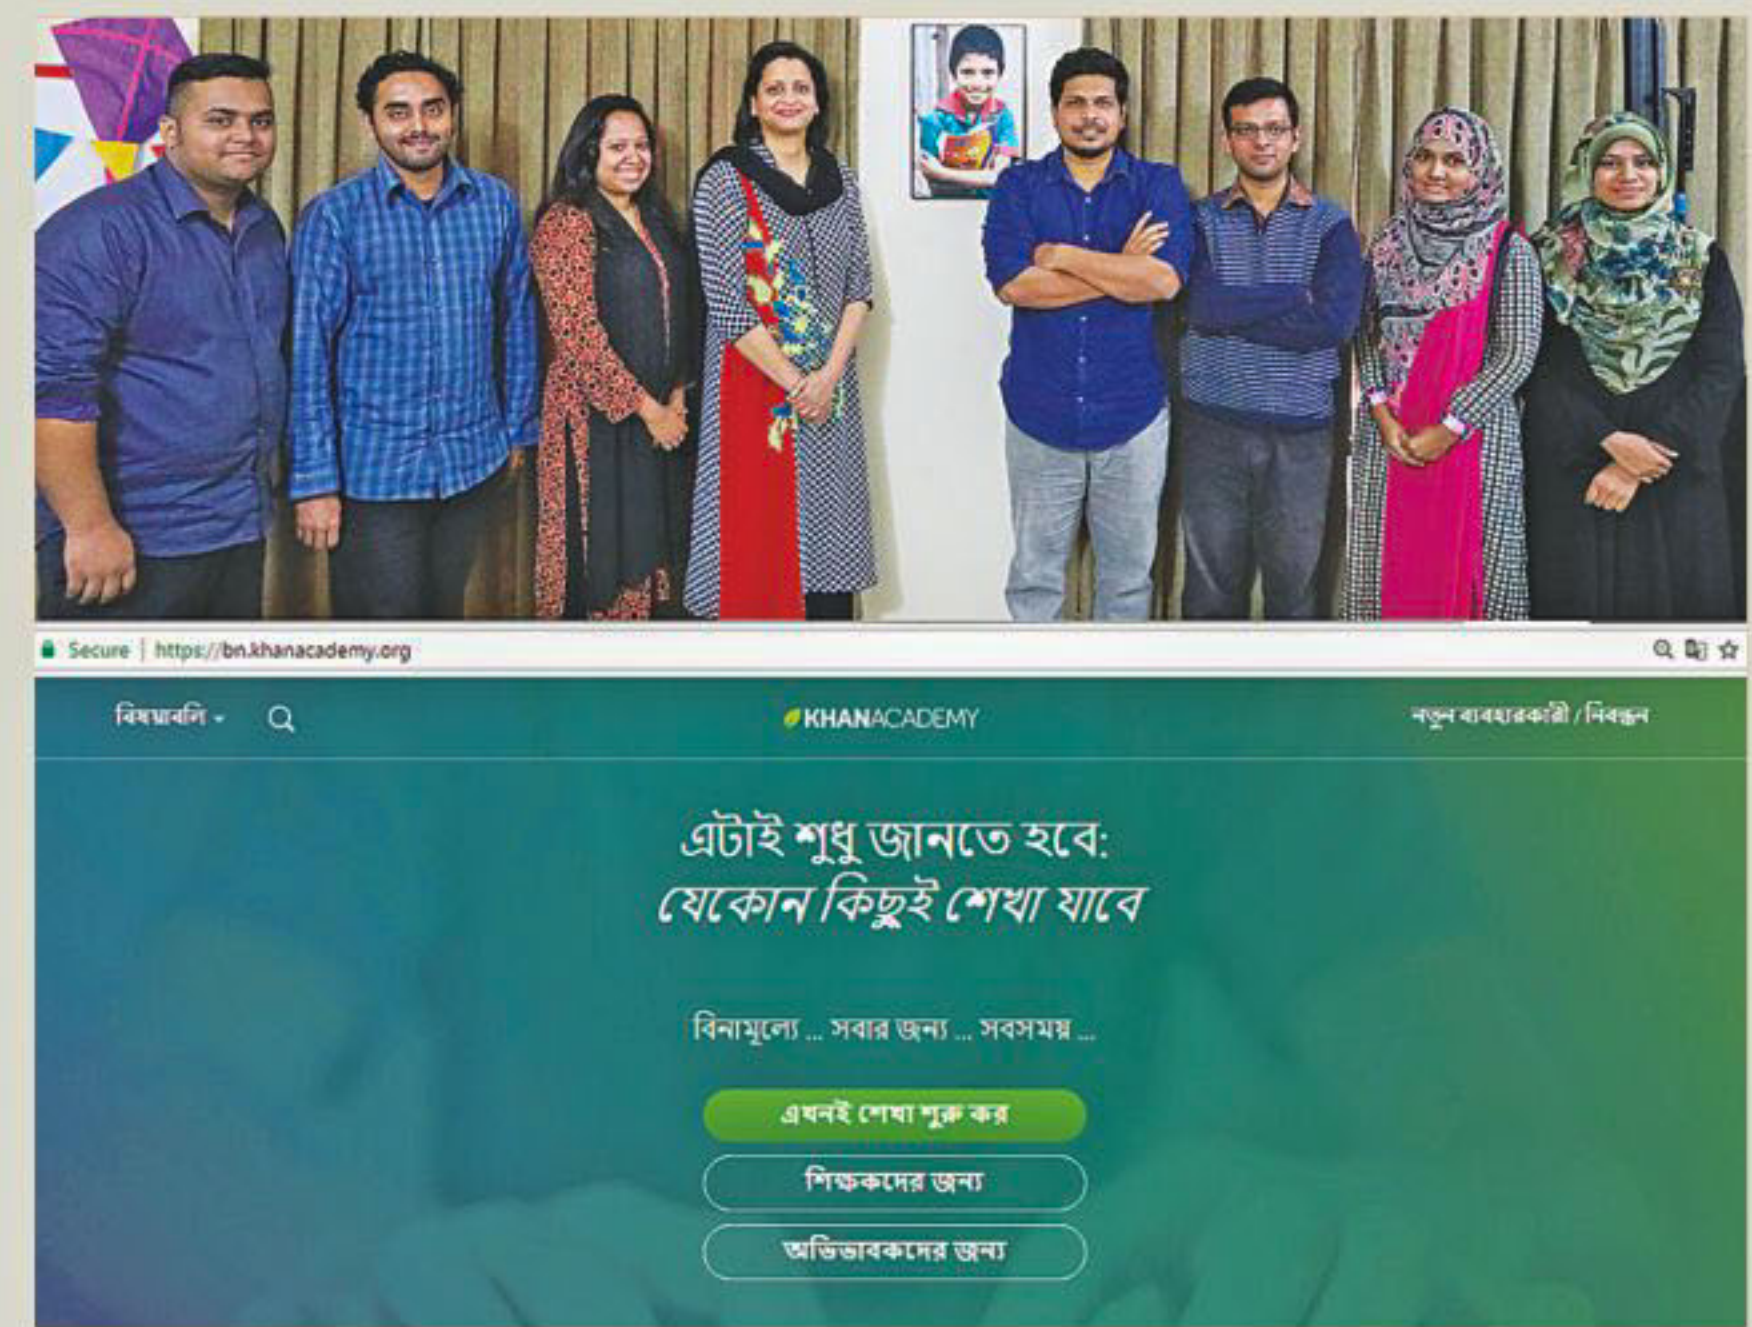 Secure | https://bn.khanacademy.org
বিষয়াবলি
KHANACADEMY
নতুন ব্যবহারকারী / নিবন্ধন
এটাই শুধু জানতে হবে:
যেকোন কিছুই শেখা যাবে
বিনামূল্যে ... সবার জন্য ... সবসময় ...
এখনই শেখা শুরু কর
শিক্ষকদের জন্য
অভিভাবকদের জন্য